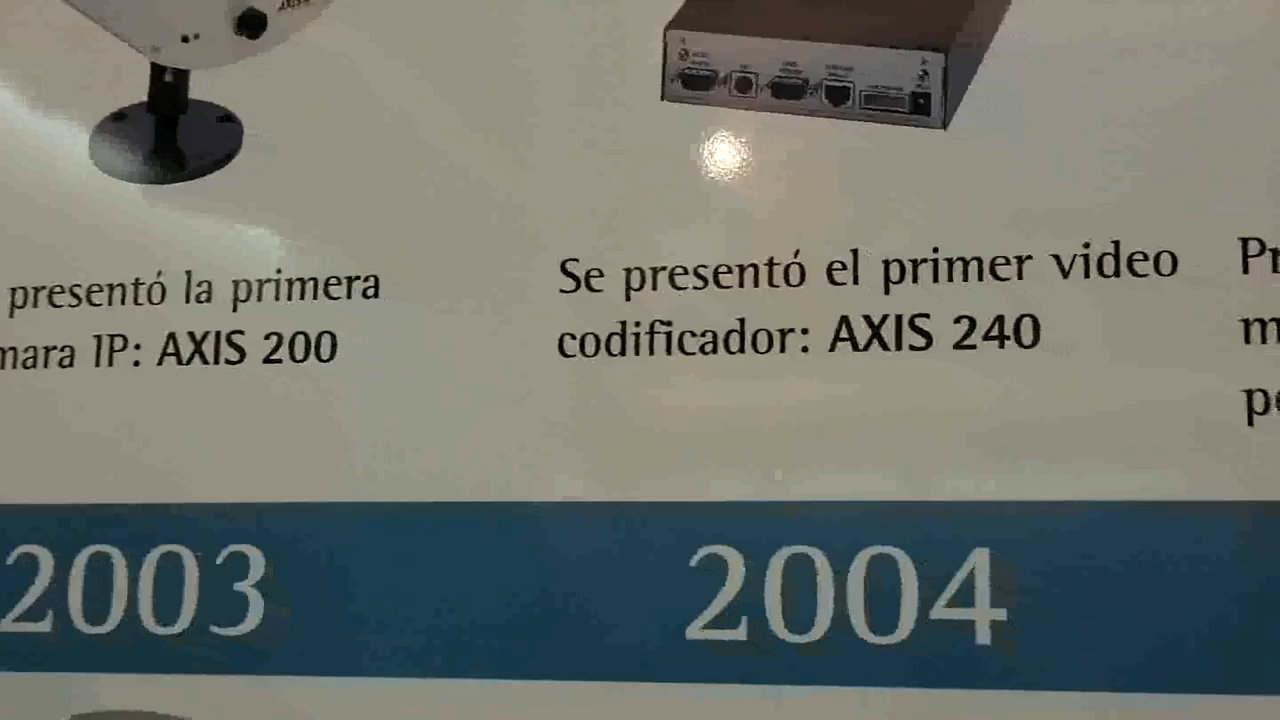 presentó la primera
mara IP: AXIS 200
Se presentó el primer video
codificador: AXIS 240
2003
2004